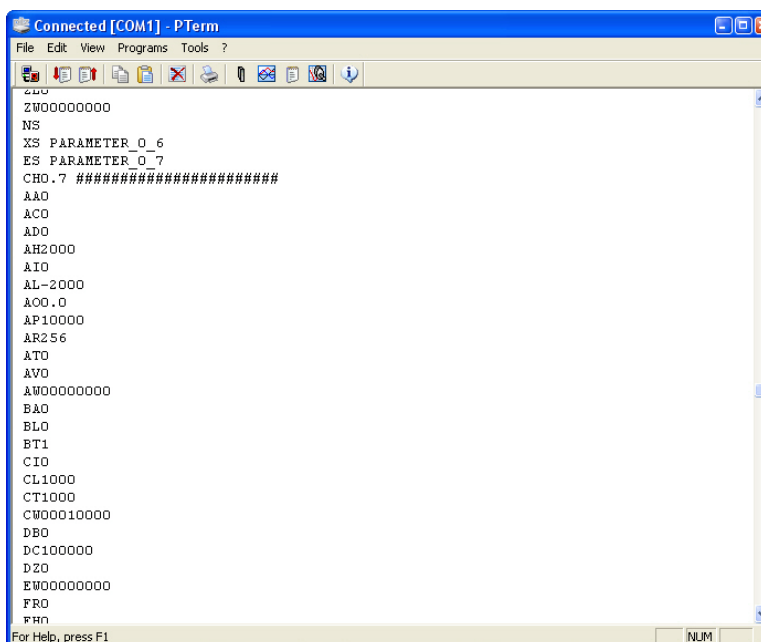 Connected [COM1] - PTerm
File Edit View Programs Tools ?
ZW00000000
NS
XS PARAMETER_0_6
ES PARAMETER_0_7
CH0.7 #######################
AA0
AC0
AD0
AH2000
AI0
AL-2000
AO0.0
AP10000
AR256
AT0
AV0
AW00000000
BA0
BL0
BT1
CI0
CL1000
CT1000
CW00010000
DB0
DC100000
DZ0
EW00000000
FR0
For Help, press F1
NUM